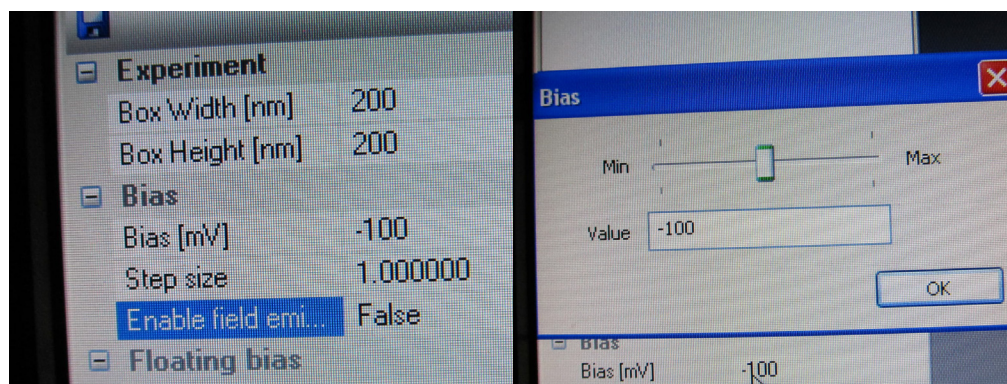 Experiment
Box Width [nm] 200
Box Height [nm] 200
Bias
Bias [mV] -100
Step size 1.000000
Enable field emi... False
Floating bias
Bias
Min Max
Value -100
OK
Bias
Bias [mV] -100